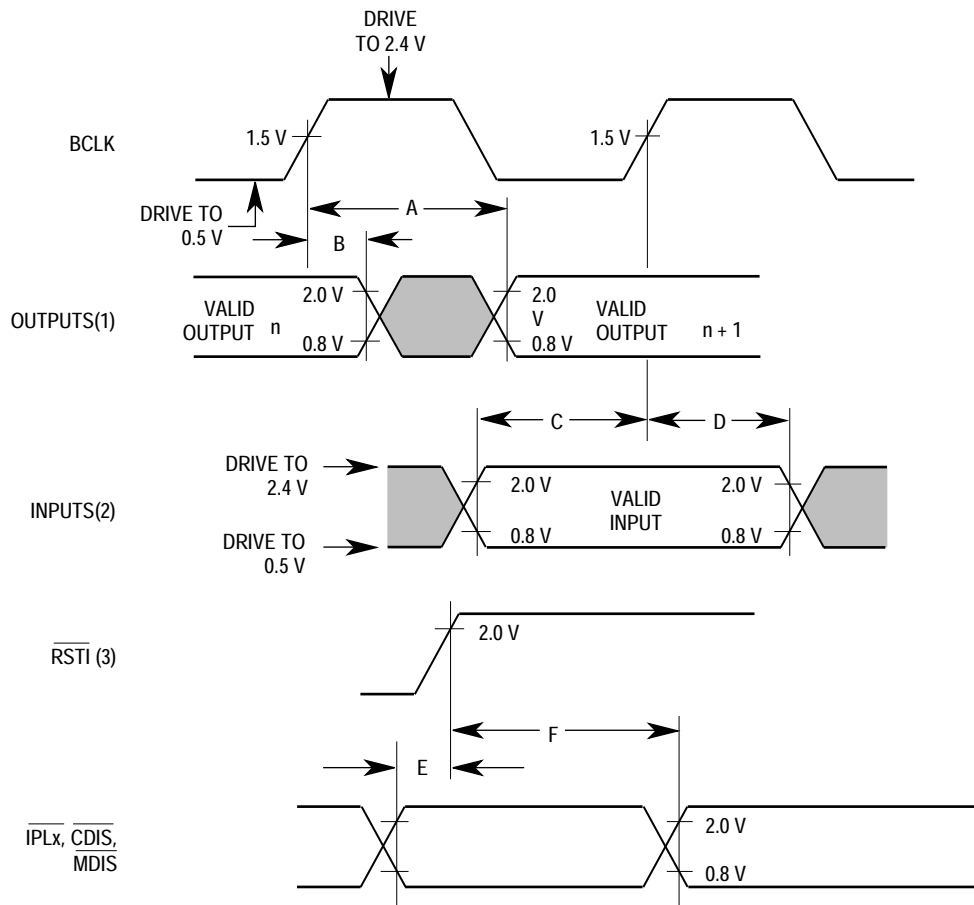 DRIVE
TO 2.4 V
BCLK
1.5 V
1.5 V
DRIVE TO
0.5 V
A
B
OUTPUTS(1)
VALID
OUTPUT n
2.0 V
0.8 V
2.0
V
0.8 V
VALID
OUTPUT
n + 1
C
D
INPUTS(2)
DRIVE TO
2.4 V
DRIVE TO
0.5 V
2.0 V
0.8 V
VALID
INPUT
2.0 V
0.8 V
RSTI (3)
2.0 V
F
E
IPLx, CDIS,
MDIS
2.0 V
0.8 V